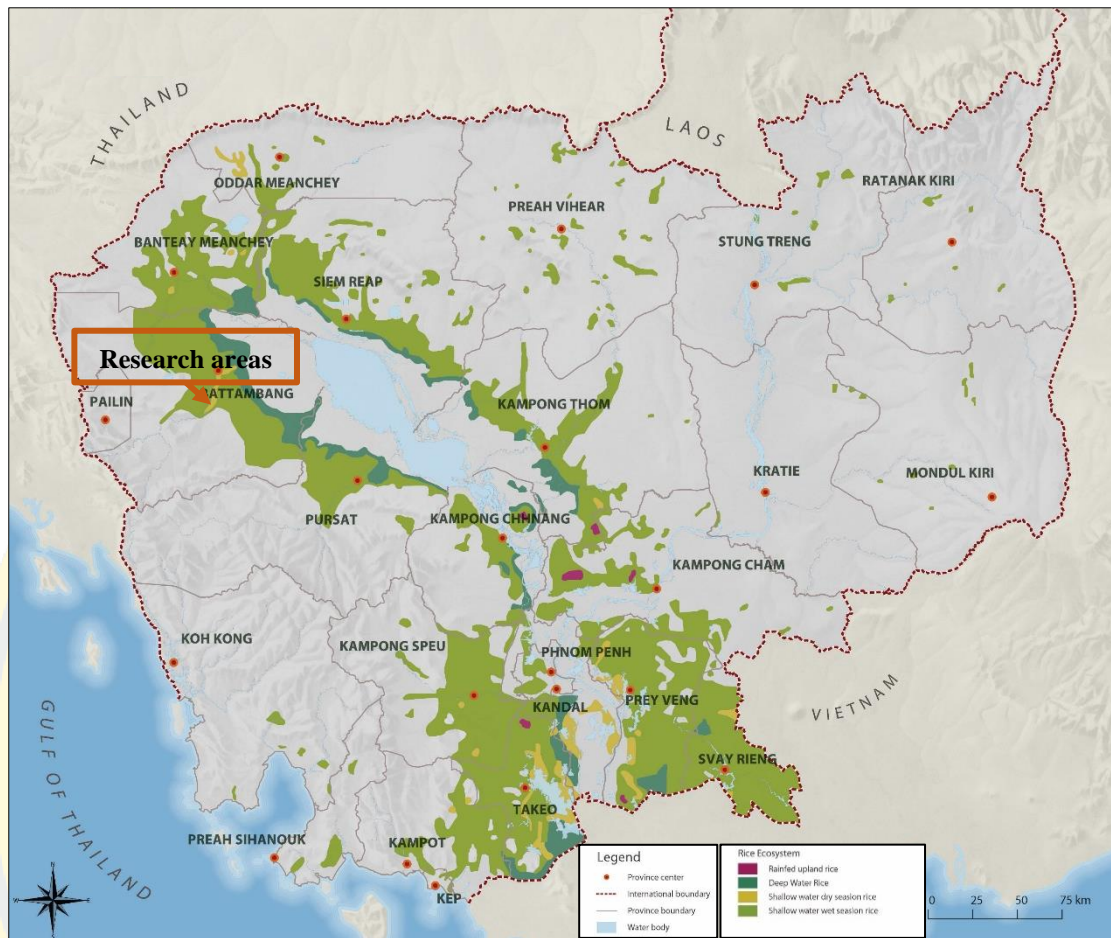 THAILAND
LAOS
ODDAR MEANCHEY
RATANAK KIRI
PREAH VIHEAR
STUNG TRENG
BANTEAY MEANCHEY
SIEM REAP
Research areas
BATTAMBANG
PAILIN
KAMPONG THOM
KRATIE
MONDUL KIRI
PURSAT
KAMPONG CHHNANG
KAMPONG CHAM
KOH KONG
KAMPONG SPEU
PHNOM PENH
KANDAL
PREY VENG
VIETNAM
GULF OF THAILAND
SVAY RIENG
TAKEO
PREAH SIHANOUK
KAMPOT
KEP
Legend
Province center
International boundary
Province boundary
Water body
Rice Ecosystem
Rainfed upland rice
Deep Water Rice
Shallow water dry seasion rice
Shallow water wet seasion rice
0 25 50 75 km